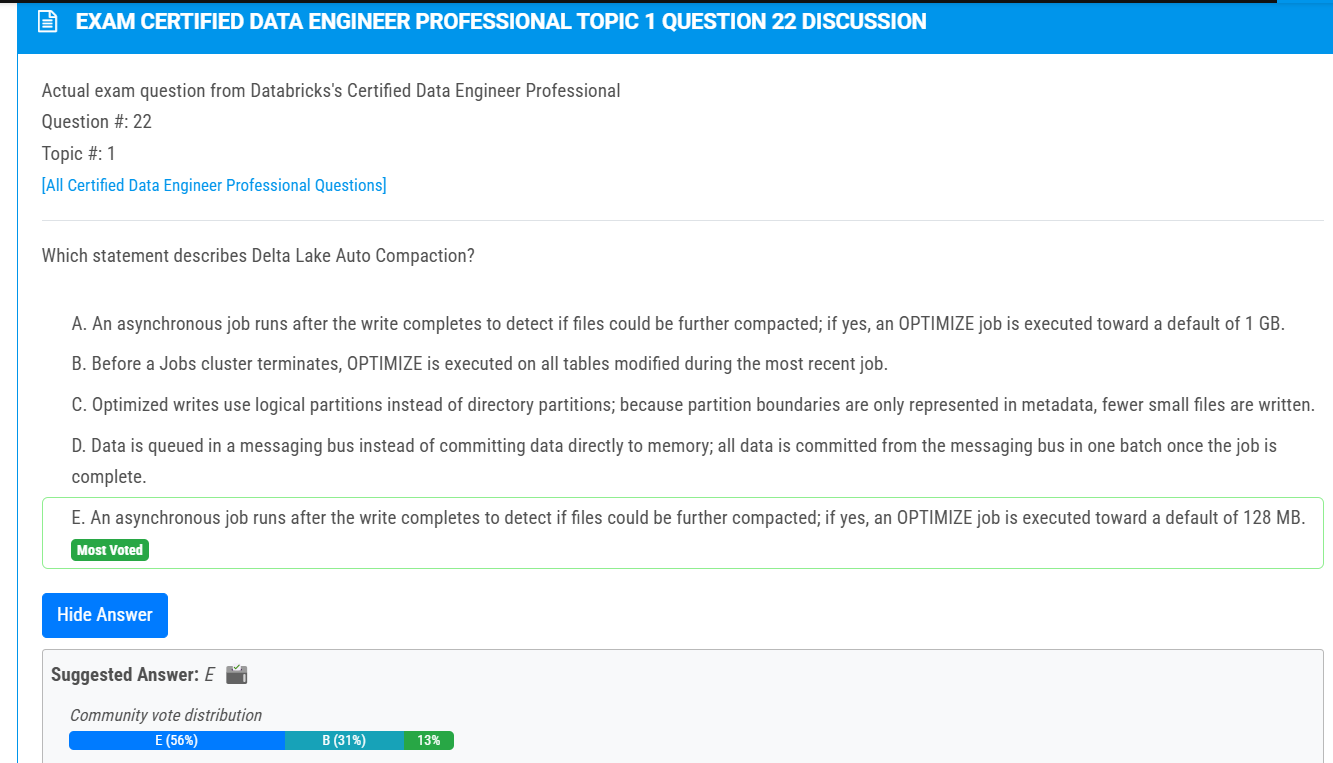 EXAM CERTIFIED DATA ENGINEER PROFESSIONAL TOPIC 1 QUESTION 22 DISCUSSION
Actual exam question from Databricks's Certified Data Engineer Professional
Question #: 22
Topic #: 1
[All Certified Data Engineer Professional Questions]
Which statement describes Delta Lake Auto Compaction?
A. An asynchronous job runs after the write completes to detect if files could be further compacted; if yes, an OPTIMIZE job is executed toward a default of 1 GB.
B. Before a Jobs cluster terminates, OPTIMIZE is executed on all tables modified during the most recent job.
C. Optimized writes use logical partitions instead of directory partitions; because partition boundaries are only represented in metadata, fewer small files are written.
D. Data is queued in a messaging bus instead of committing data directly to memory; all data is committed from the messaging bus in one batch once the job is
complete.
E. An asynchronous job runs after the write completes to detect if files could be further compacted; if yes, an OPTIMIZE job is executed toward a default of 128 MB.
Most Voted
Hide Answer
Suggested Answer: E
Community vote distribution
E (56%) B (31%) 13%